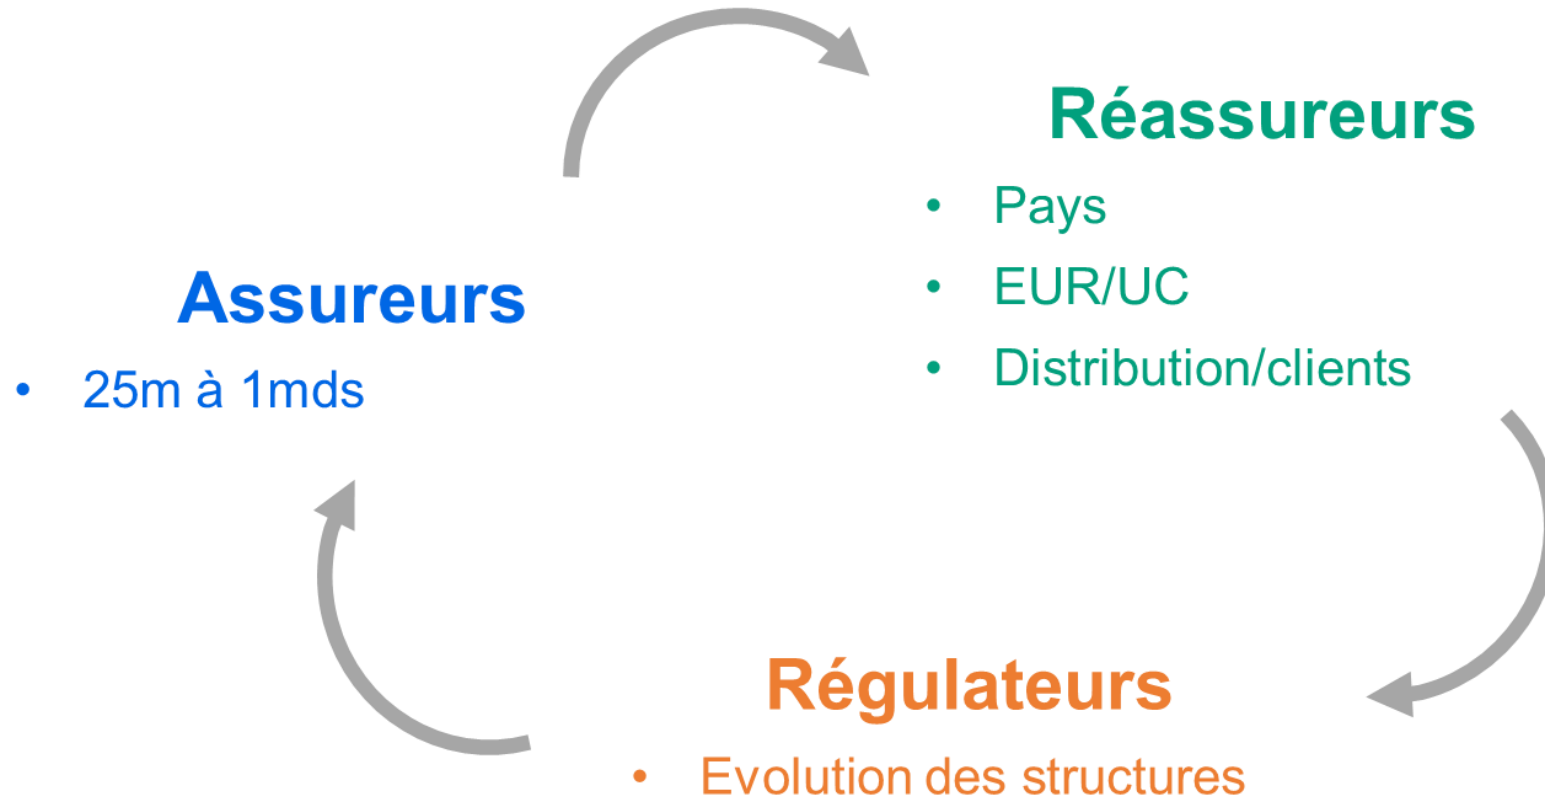 Réassureurs
• Pays
• EUR/UC
• Distribution/clients
Assureurs
• 25m à 1mds
Régulateurs
• Evolution des structures